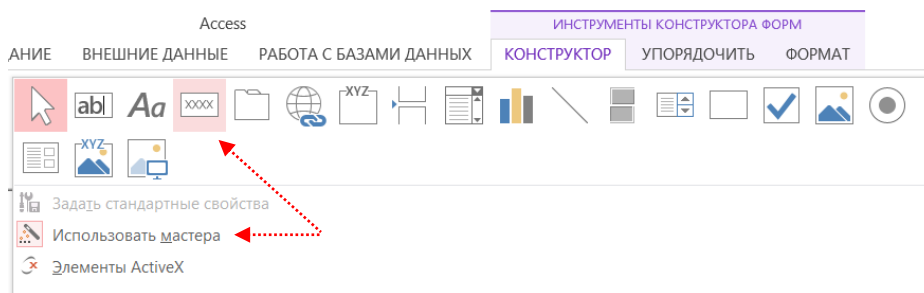 Access
ИНСТРУМЕНТЫ КОНСТРУКТОРА ФОРМ
АНИЕ ВНЕШНИЕ ДАННЫЕ РАБОТА С БАЗАМИ ДАННЫХ КОНСТРУКТОР УПОРЯДОЧИТЬ ФОРМАТ
ab Aa XXXX XYZ
XYZ
Задать стандартные свойства
Использовать мастера
Элементы ActiveX